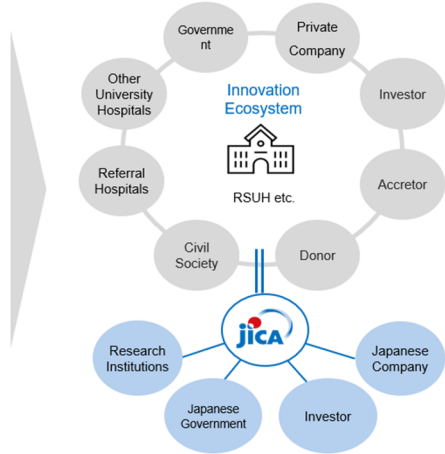 Governme
nt
Private
Company
Other
University
Hospitals
Innovation
Ecosystem
Investor
Referral
Hospitals
RSUH etc.
Accretor
Civil
Society
Donor
jICA
Research
Institutions
Japanese
Company
Japanese
Government
Investor